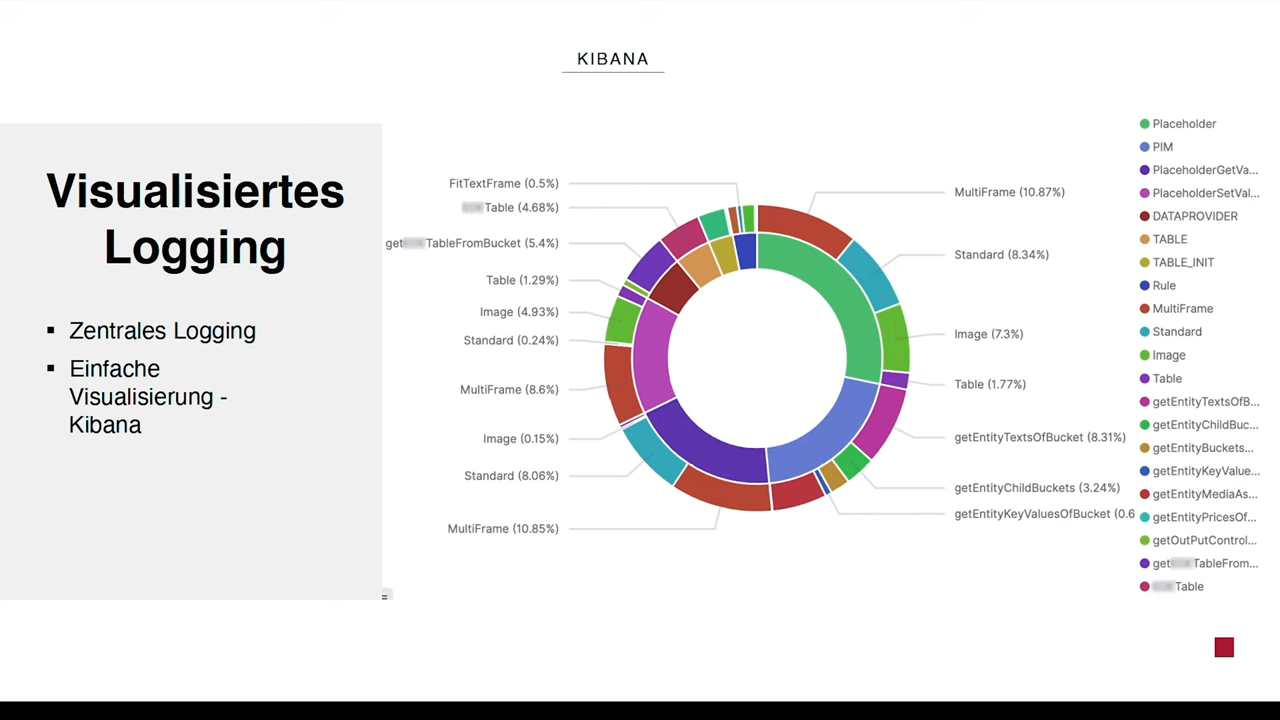 KIBANA
Visualisiertes
Logging
▪ Zentrales Logging
▪ Einfache
Visualisierung -
Kibana
FitTextFrame (0.5%)
Table (4.68%)
get TableFromBucket (5.4%)
Table (1.29%)
Image (4.93%)
Standard (0.24%)
MultiFrame (8.6%)
Image (0.15%)
Standard (8.06%)
MultiFrame (10.85%)
MultiFrame (10.87%)
Standard (8.34%)
Image (7.3%)
Table (1.77%)
getEntityTextsOfBucket (8.31%)
getEntityChildBuckets (3.24%)
getEntityKeyValuesOfBucket (0.6
Placeholder
PIM
PlaceholderGetVa...
PlaceholderSetVal...
DATAPROVIDER
TABLE
TABLE_INIT
Rule
MultiFrame
Standard
Image
Table
getEntityTextsOfB...
getEntityChildBuc...
getEntityBuckets...
getEntityKeyValue...
getEntityMediaAs...
getEntityPricesOf...
getOutPutControl...
get TableFrom...
Table